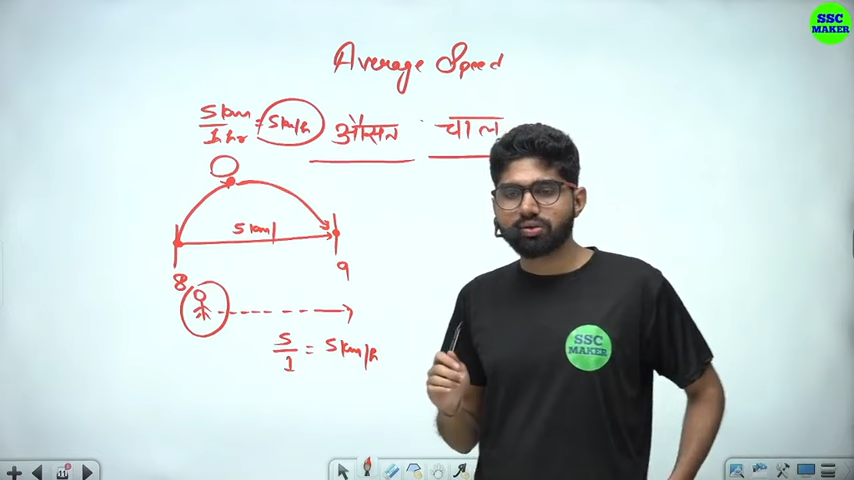 SSC
MAKER
Average Speed
5km
1hr
= 5km/h
औसत चाल
5km
8
9
5
1
= 5km/h
SSC
MAKER